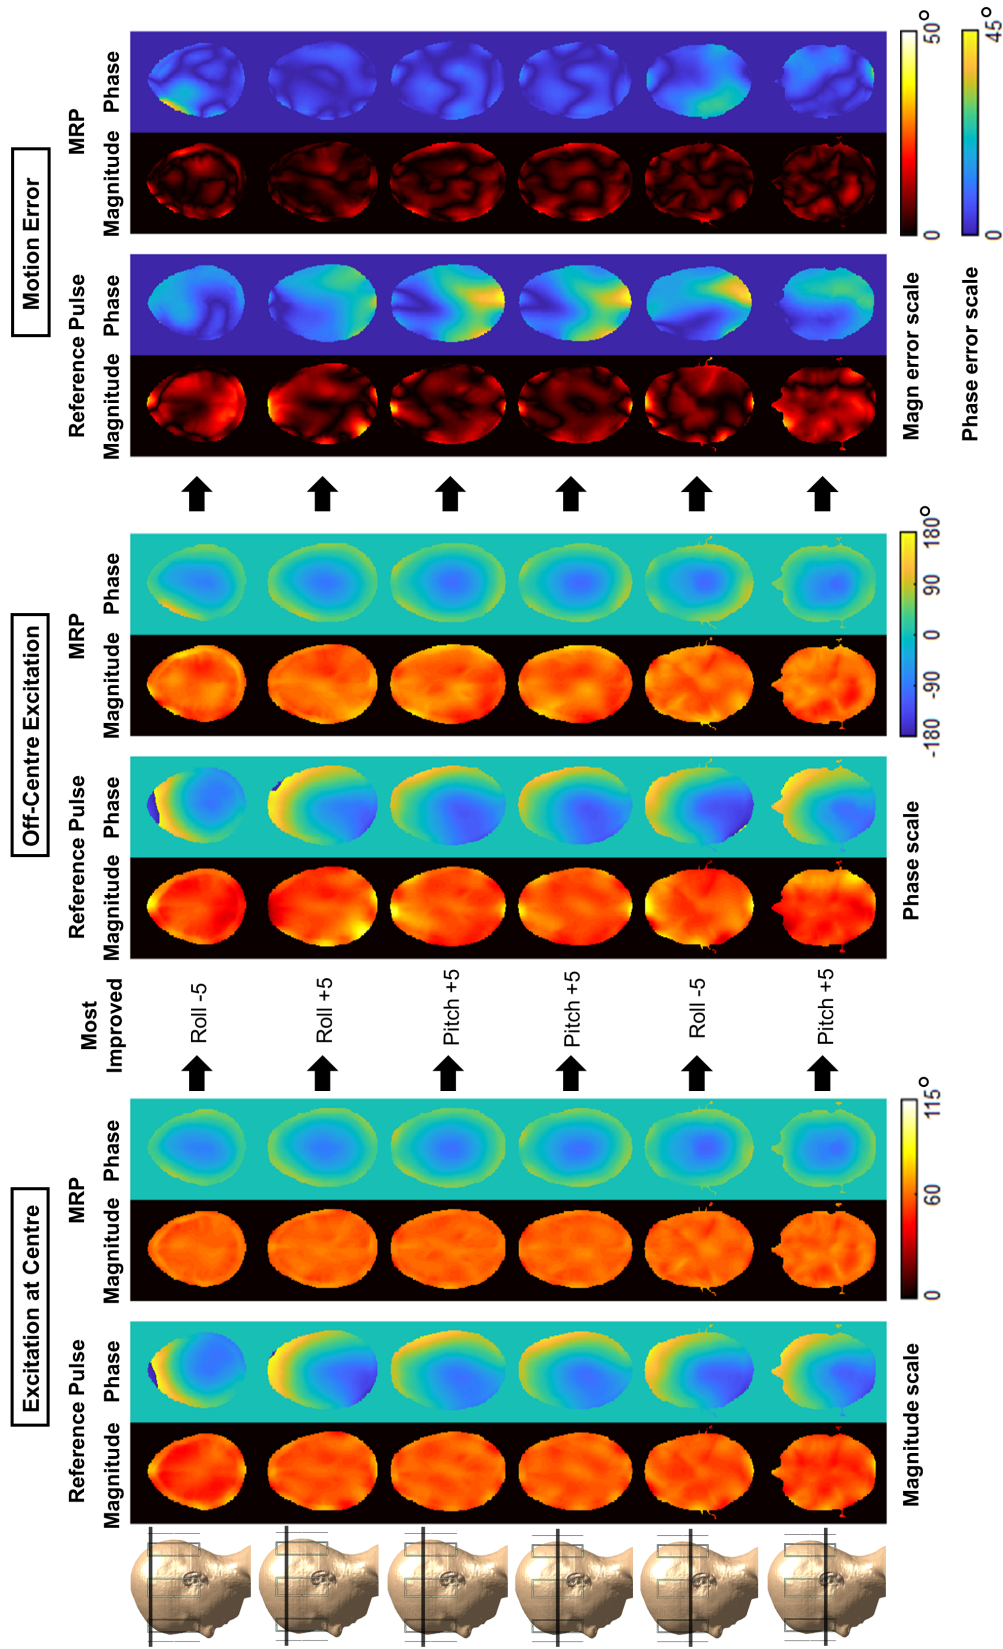 Excitation at Centre
Off-Centre Excitation
Motion Error
Reference Pulse
MRP
Most
Improved
Reference Pulse
MRP
Reference Pulse
MRP
Magnitude
Phase
Magnitude
Phase
Magnitude
Phase
Magnitude
Phase
Magnitude
Phase
Magnitude
Phase
Roll -5
Roll +5
Pitch +5
Pitch +5
Roll -5
Pitch +5
Magnitude scale
0 60 115°
Phase scale
-180 -90 0 90 180°
Magn error scale
0 50°
Phase error scale
0 45°